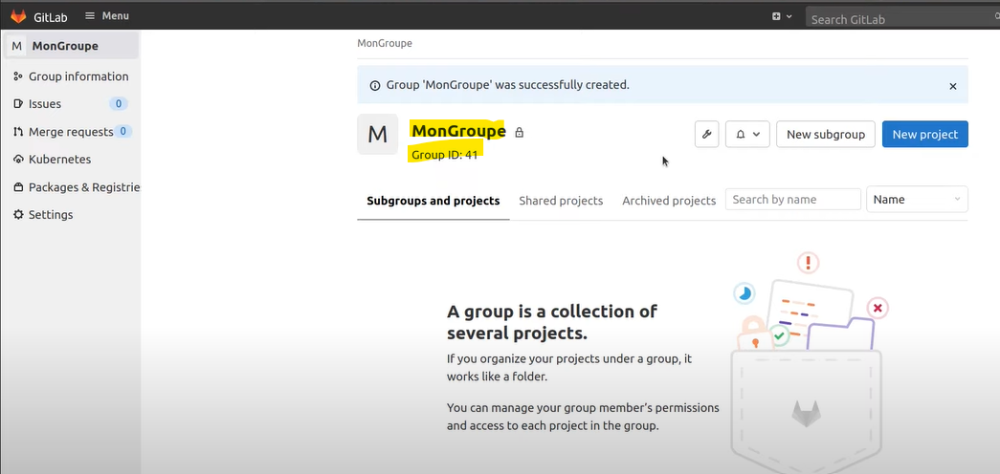 GitLab
Menu
Search GitLab
M MonGroupe
Group information
Issues 0
Merge requests 0
Kubernetes
Packages & Registrie
Settings
MonGroupe
Group 'MonGroupe' was successfully created.
M
MonGroupe
Group ID: 41
New subgroup
New project
Subgroups and projects
Shared projects
Archived projects
Search by name
Name
A group is a collection of
several projects.
If you organize your projects under a group, it
works like a folder.
You can manage your group member’s permissions
and access to each project in the group.